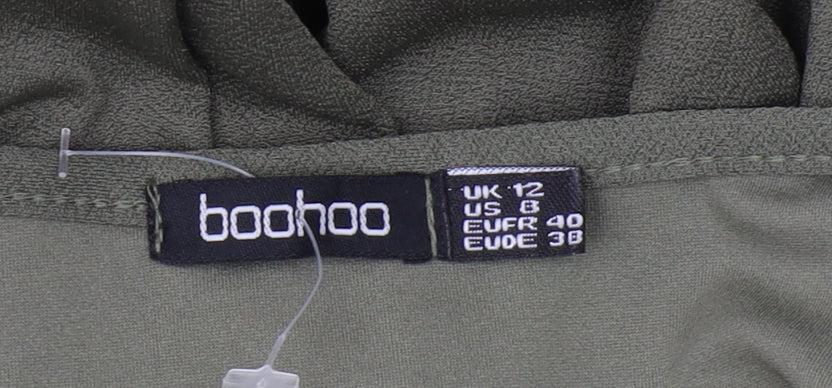 boohoo
UK 12
US 8
EUFR 40
EUDE 38